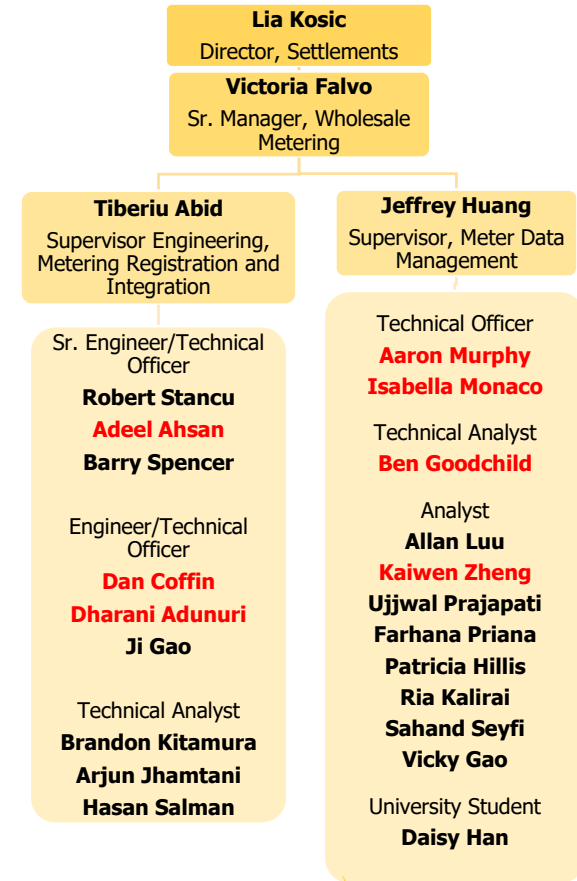 Lia Kosic
Director, Settlements
Victoria Falvo
Sr. Manager, Wholesale
Metering
Tiberiu Abid
Supervisor Engineering,
Metering Registration and
Integration
Sr. Engineer/Technical
Officer
Robert Stancu
Adeel Ahsan
Barry Spencer
Engineer/Technical
Officer
Dan Coffin
Dharani Adunuri
Ji Gao
Technical Analyst
Brandon Kitamura
Arjun Jhamtani
Hasan Salman
Jeffrey Huang
Supervisor, Meter Data
Management
Technical Officer
Aaron Murphy
Isabella Monaco
Technical Analyst
Ben Goodchild
Analyst
Allan Luu
Kaiwen Zheng
Ujjwal Prajapati
Farhana Priana
Patricia Hillis
Ria Kalirai
Sahand Seyfi
Vicky Gao
University Student
Daisy Han